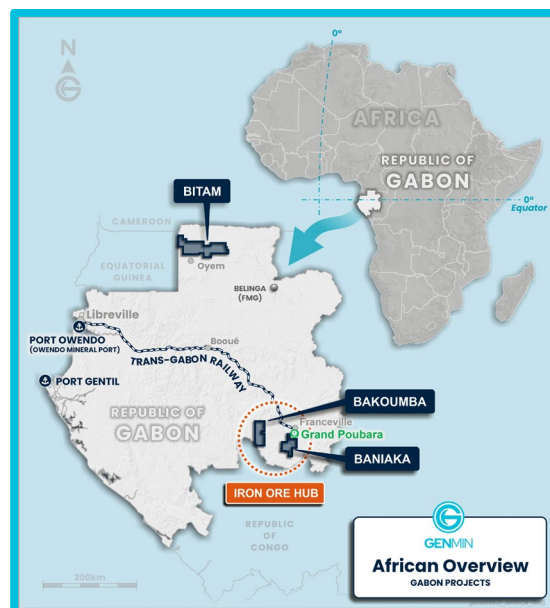 N
G
0°
AFRICA
REPUBLIC OF
GABON
0°
Equator
BITAM
CAMEROON
EQUATORIAL
GUINEA
Oyem
BELINGA
(FMG)
Libreville
PORT OWENDO
(OWENDO MINERAL PORT)
Booué
TRANS-GABON RAILWAY
PORT GENTIL
REPUBLIC OF
GABON
BAKOUMBA
Franceville
Grand Poubara
BANIAKA
IRON ORE HUB
REPUBLIC
OF
CONGO
200km
GENMIN
African Overview
GABON PROJECTS